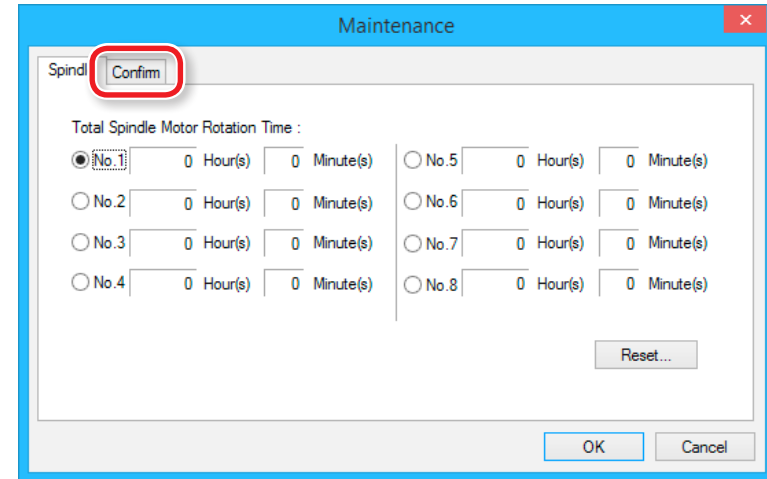 Maintenance
Spindl Confirm
Total Spindle Motor Rotation Time :
No.1 0 Hour(s) 0 Minute(s) No.5 0 Hour(s) 0 Minute(s)
No.2 0 Hour(s) 0 Minute(s) No.6 0 Hour(s) 0 Minute(s)
No.3 0 Hour(s) 0 Minute(s) No.7 0 Hour(s) 0 Minute(s)
No.4 0 Hour(s) 0 Minute(s) No.8 0 Hour(s) 0 Minute(s)
Reset...
OK Cancel